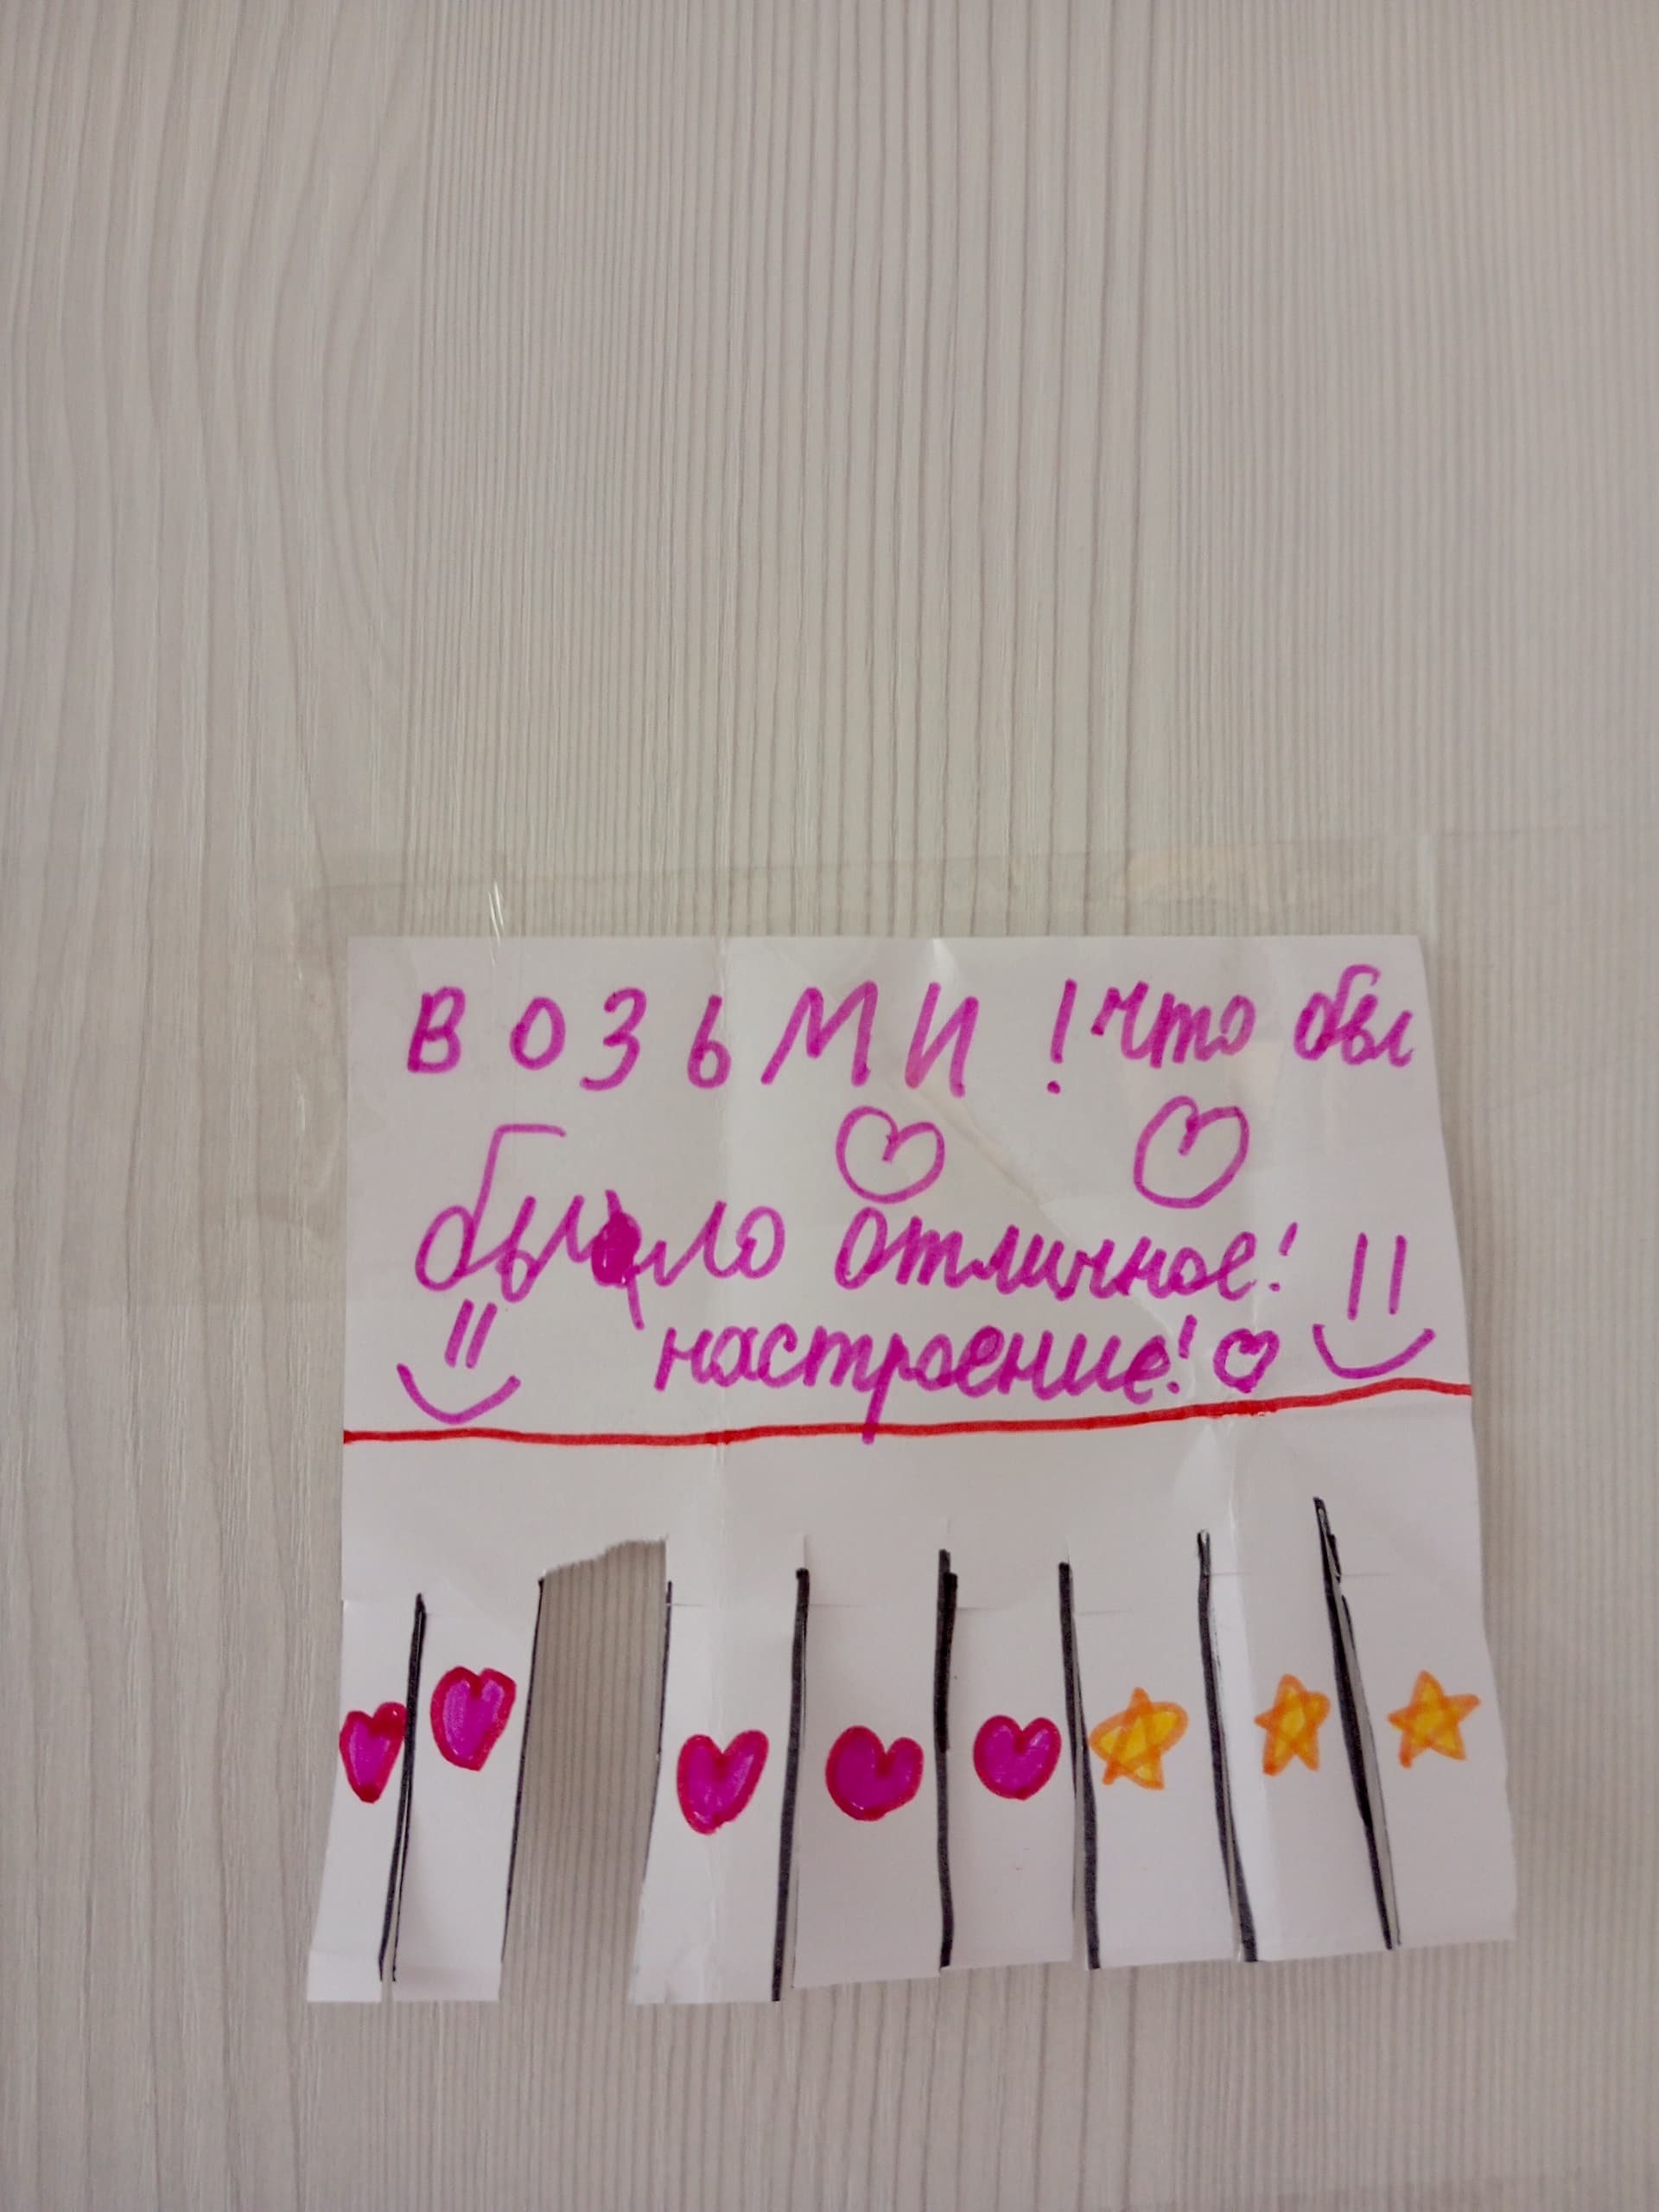 ВОЗЬМИ! Что бы
было отличное!
настроение!